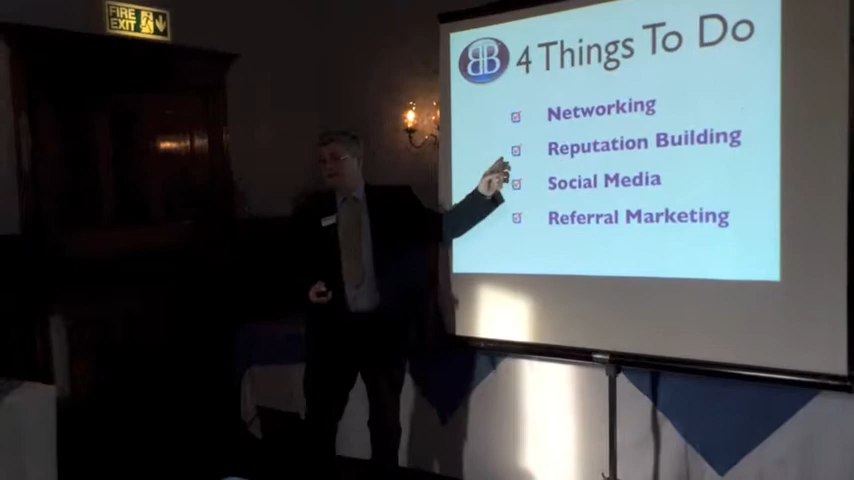 FIRE
EXIT
BB
4 Things To Do
Networking
Reputation Building
Social Media
Referral Marketing